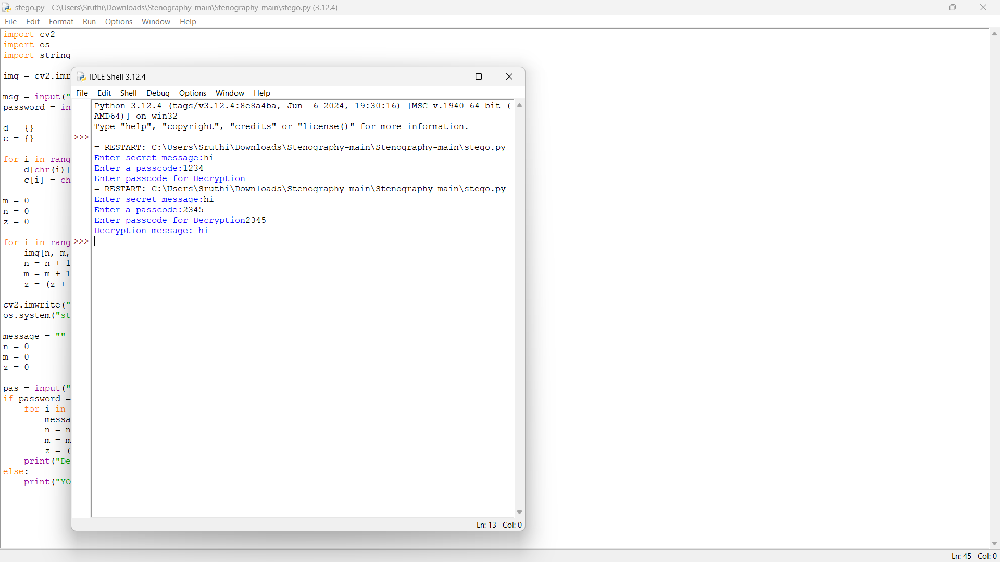 stego.py - C:\Users\Sruthi\Downloads\Stenography-main\Stenography-main\stego.py (3.12.4)
File Edit Format Run Options Window Help
import cv2
import os
import string
img = cv2.imr
msg = input("
password = in
d = {}
c = {}
for i in rang
d[chr(i)]
c[i] = ch
m = 0
n = 0
z = 0
for i in rang
img[n, m,
n = n + 1
m = m + 1
z = (z +
cv2.imwrite("
os.system("st
message = ""
n = 0
m = 0
z = 0
pas = input("
if password =
for i in
messa
n = n
m = m
z = (
print("De
else:
print("YO
IDLE Shell 3.12.4
File Edit Shell Debug Options Window Help
Python 3.12.4 (tags/v3.12.4:8e8a4ba, Jun  6 2024, 19:30:16) [MSC v.1940 64 bit (
AMD64)] on win32
Type "help", "copyright", "credits" or "license()" for more information.
>>>
= RESTART: C:\Users\Sruthi\Downloads\Stenography-main\Stenography-main\stego.py
Enter secret message:hi
Enter a passcode:1234
Enter passcode for Decryption
= RESTART: C:\Users\Sruthi\Downloads\Stenography-main\Stenography-main\stego.py
Enter secret message:hi
Enter a passcode:2345
Enter passcode for Decryption2345
Decryption message: hi
>>>
Ln: 13 Col: 0
Ln: 45 Col: 0